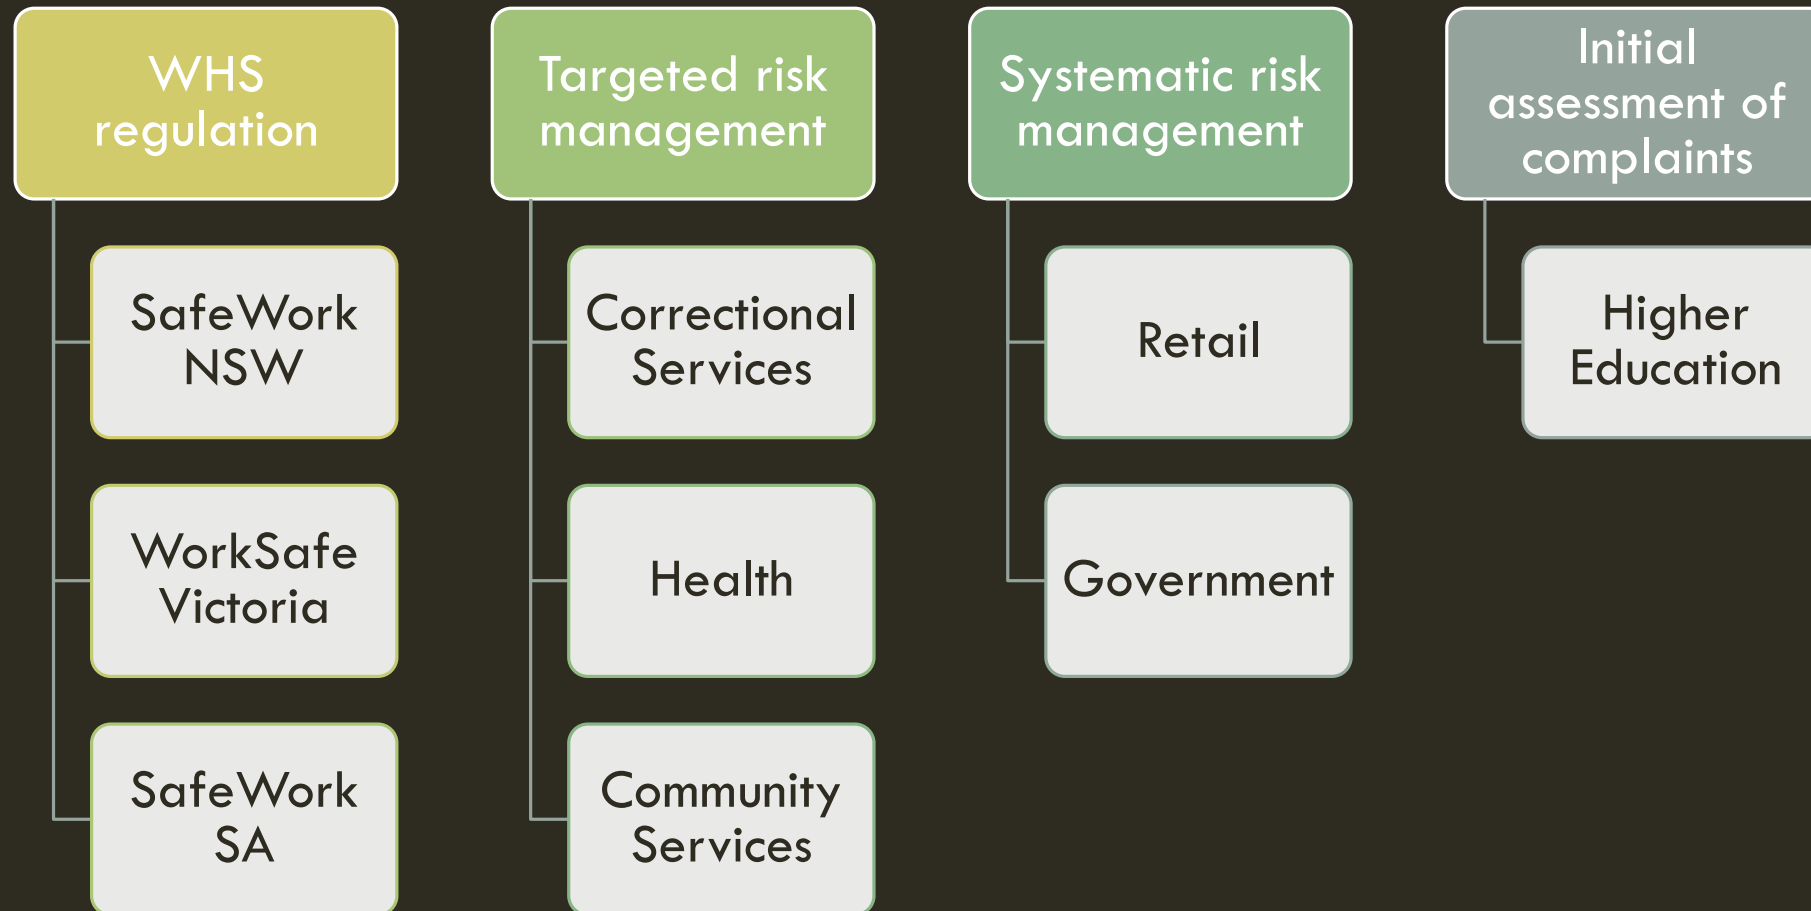 WHS
regulation
SafeWork
NSW
WorkSafe
Victoria
SafeWork
SA
Targeted risk
management
Correctional
Services
Health
Community
Services
Systematic risk
management
Retail
Government
Initial
assessment of
complaints
Higher
Education